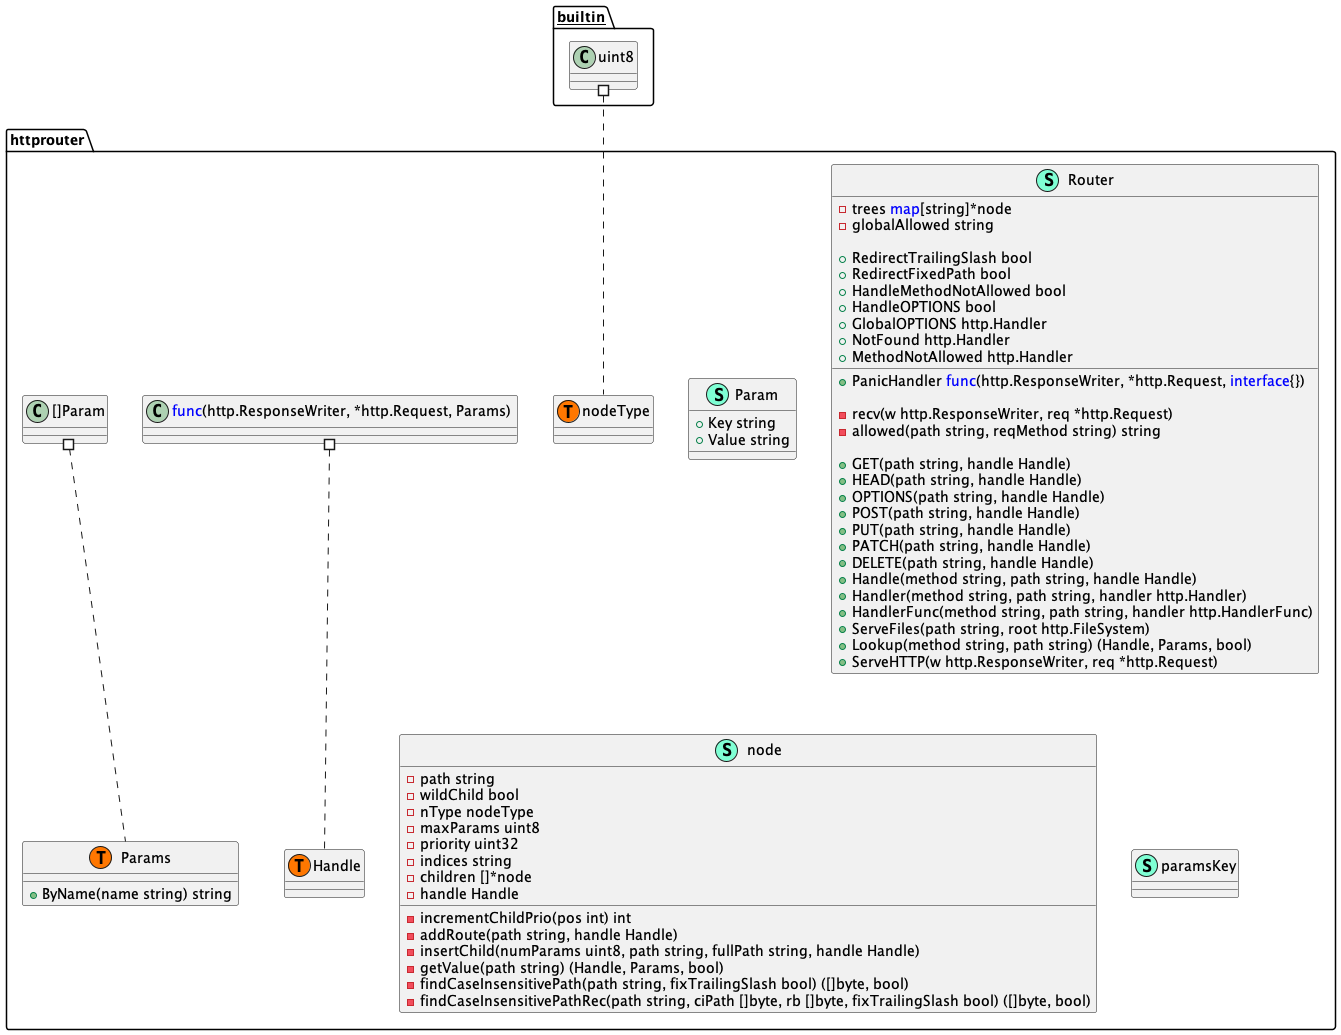 builtin
C uint8
httprouter
S Router
trees map[string]*node
globalAllowed string
RedirectTrailingSlash bool
RedirectFixedPath bool
HandleMethodNotAllowed bool
HandleOPTIONS bool
GlobalOPTIONS http.Handler
NotFound http.Handler
MethodNotAllowed http.Handler
PanicHandler func(http.ResponseWriter, *http.Request, interface{})
recv(w http.ResponseWriter, req *http.Request)
allowed(path string, reqMethod string) string
GET(path string, handle Handle)
HEAD(path string, handle Handle)
OPTIONS(path string, handle Handle)
POST(path string, handle Handle)
PUT(path string, handle Handle)
PATCH(path string, handle Handle)
DELETE(path string, handle Handle)
Handle(method string, path string, handle Handle)
Handler(method string, path string, handler http.Handler)
HandlerFunc(method string, path string, handler http.HandlerFunc)
ServeFiles(path string, root http.FileSystem)
Lookup(method string, path string) (Handle, Params, bool)
ServeHTTP(w http.ResponseWriter, req *http.Request)
C []Param
C func(http.ResponseWriter, *http.Request, Params)
T nodeType
S Param
Key string
Value string
T Params
ByName(name string) string
T Handle
S node
path string
wildChild bool
nType nodeType
maxParams uint8
priority uint32
indices string
children []*node
handle Handle
incrementChildPrio(pos int) int
addRoute(path string, handle Handle)
insertChild(numParams uint8, path string, fullPath string, handle Handle)
getValue(path string) (Handle, Params, bool)
findCaseInsensitivePath(path string, fixTrailingSlash bool) ([]byte, bool)
findCaseInsensitivePathRec(path string, ciPath []byte, rb []byte, fixTrailingSlash bool) ([]byte, bool)
S paramsKey